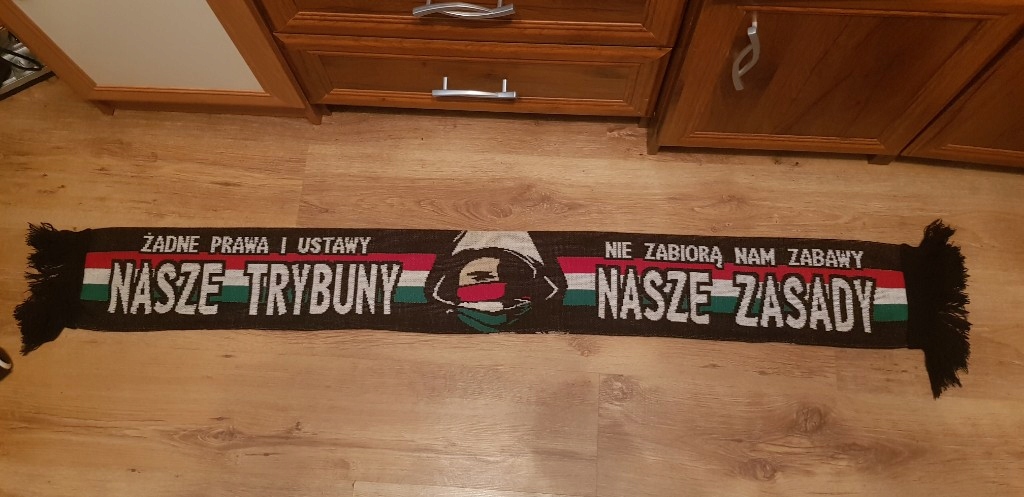 ŻADNE PRAWA I USTAWY
NASZE TRYBUNY
NIE ZABIORĄ NAM ZABAWY
NASZE ZASADY